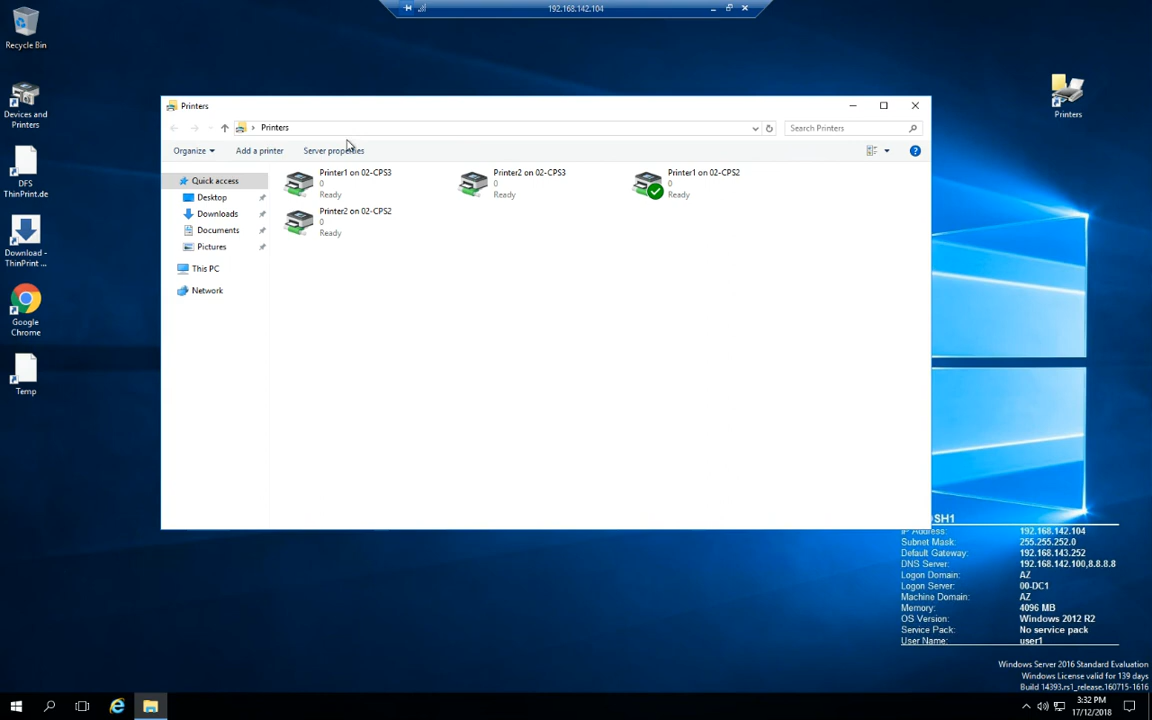 192.168.142.104
Recycle Bin
Devices and
Printers
DFS
ThinPrint.de
Download -
ThinPrint ...
Google
Chrome
Temp
Printers
Printers
Printers
Search Printers
Organize
Add a printer
Server properties
Quick access
Desktop
Downloads
Documents
Pictures
This PC
Network
Printer1 on 02-CPS3
0
Ready
Printer2 on 02-CPS3
0
Ready
Printer1 on 02-CPS2
0
Ready
Printer2 on 02-CPS2
0
Ready
IP Address: 192.168.142.104
Subnet Mask: 255.255.252.0
Default Gateway: 192.168.143.252
DNS Server: 192.168.142.100,8.8.8.8
Logon Domain: AZ
Logon Server: 00-DC1
Machine Domain: AZ
Memory: 4096 MB
OS Version: Windows 2012 R2
Service Pack: No service pack
User Name: user1
Windows Server 2016 Standard Evaluation
Windows License valid for 139 days
Build 14393.rs1_release.160715-1616
3:32 PM
17/12/2018